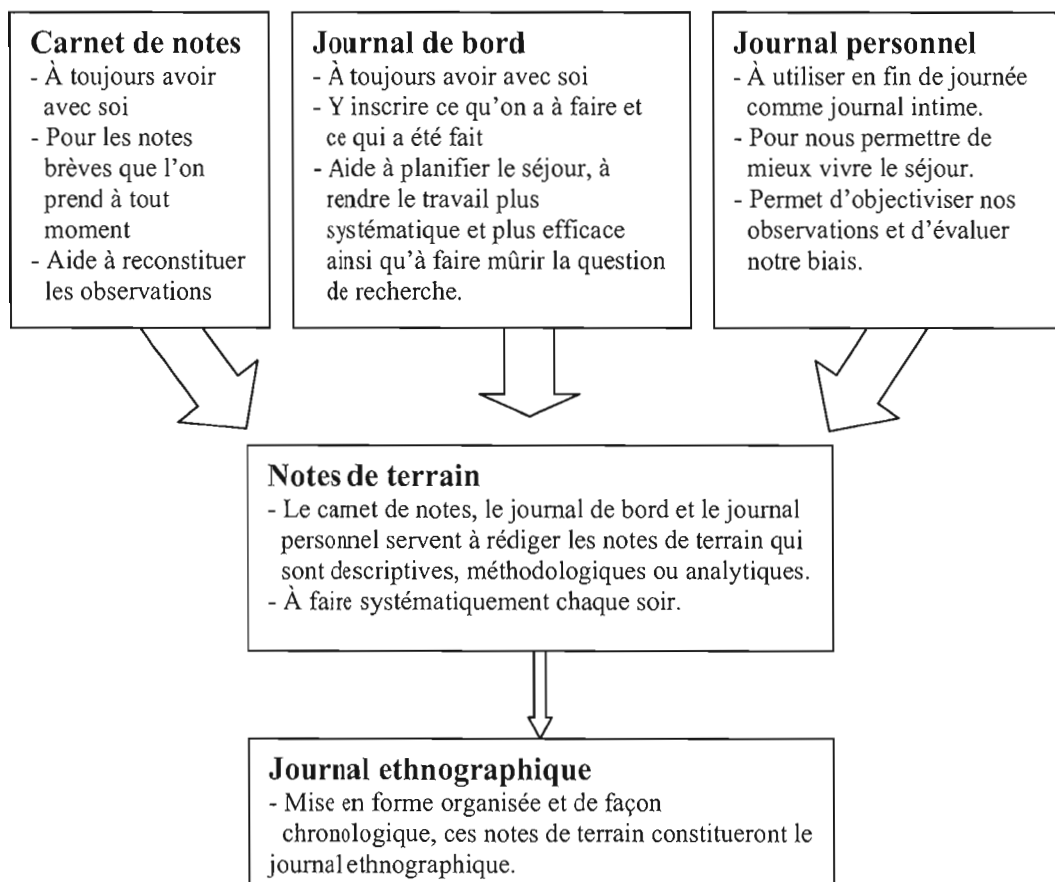 Carnet de notes
- À toujours avoir
avec soi
- Pour les notes
brèves que l'on
prend à tout
moment
- Aide à reconstituer
les observations
Journal de bord
- À toujours avoir avec soi
- Y inscrire ce qu'on a à faire et
ce qui a été fait
- Aide à planifier le séjour, à
rendre le travail plus
systématique et plus efficace
ainsi qu'à faire mûrir la question
de recherche.
Journal personnel
- À utiliser en fin de journée
comme journal intime.
- Pour nous permettre de
mieux vivre le séjour.
- Permet d'objectiviser nos
observations et d'évaluer
notre biais.
Notes de terrain
- Le carnet de notes, le journal de bord et le journal
personnel servent à rédiger les notes de terrain qui
sont descriptives, méthodologiques ou analytiques.
- À faire systématiquement chaque soir.
Journal ethnographique
- Mise en forme organisée et de façon
chronologique, ces notes de terrain constitueront le
journal ethnographique.